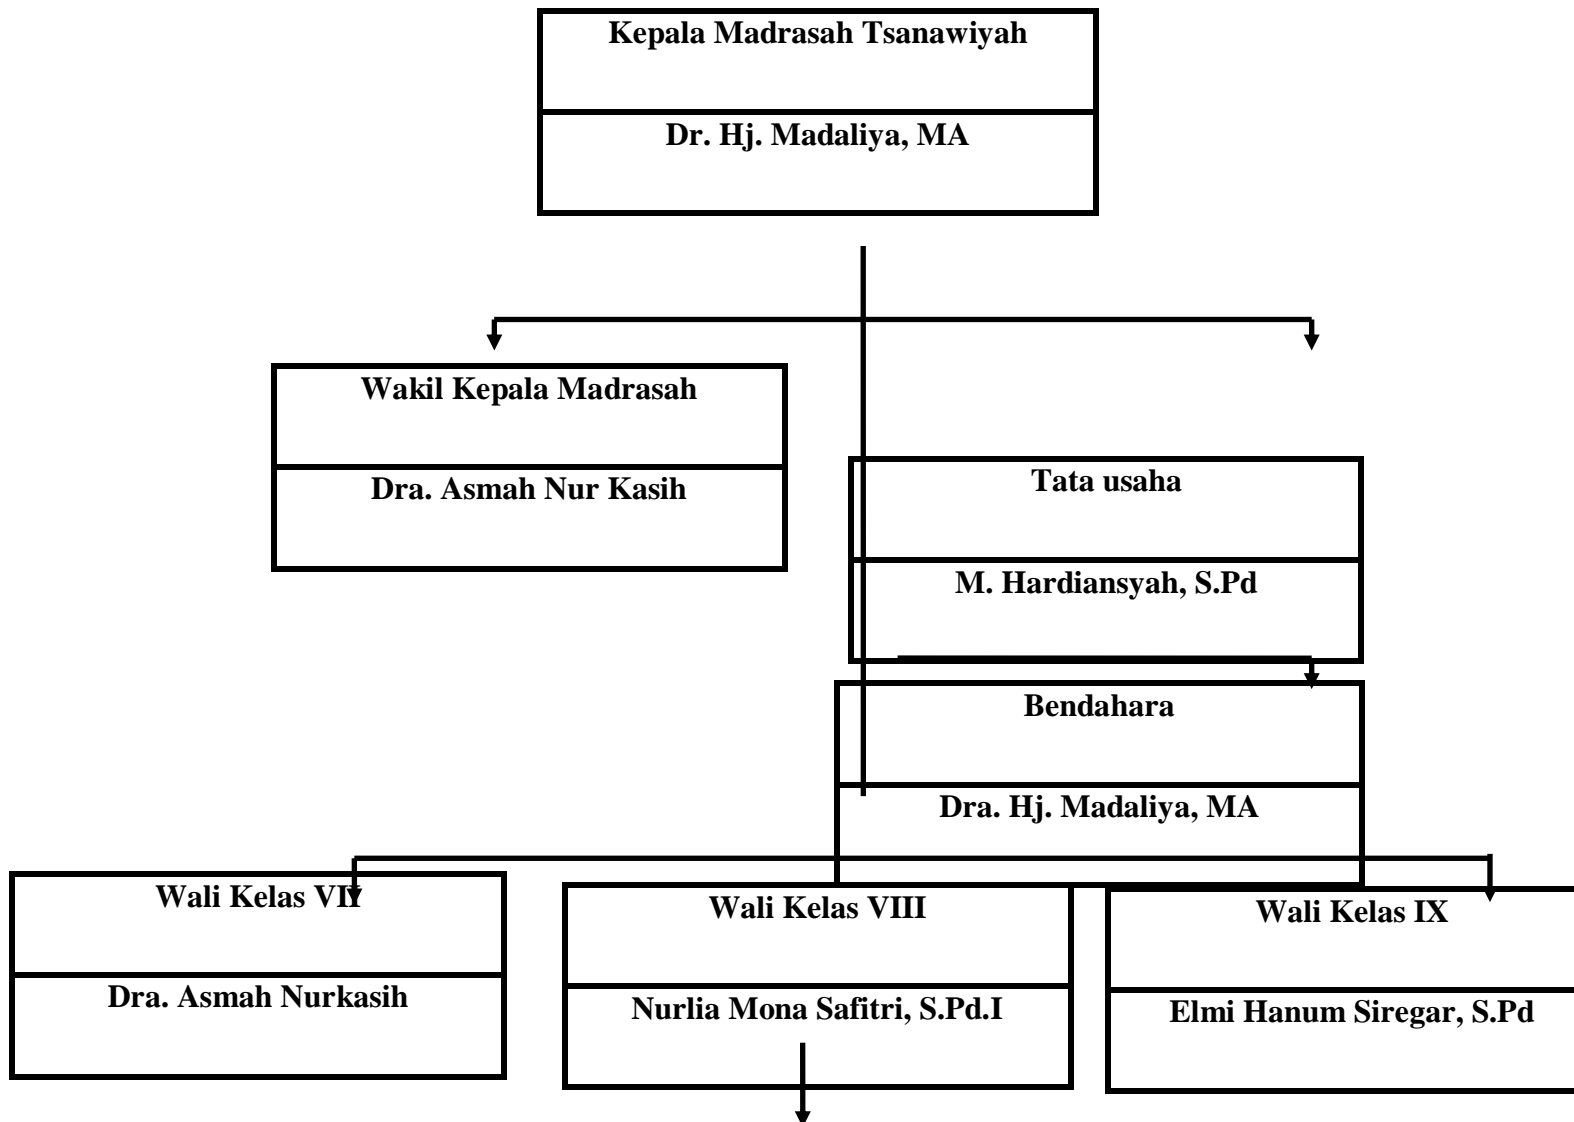 Kepala Madrasah Tsanawiyah
Dr. Hj. Madaliya, MA
Wakil Kepala Madrasah
Dra. Asmah Nur Kasih
Tata usaha
M. Hardiansyah, S.Pd
Bendahara
Dra. Hj. Madaliya, MA
Wali Kelas VII
Dra. Asmah Nurkasih
Wali Kelas VIII
Nurlia Mona Safitri, S.Pd.I
Wali Kelas IX
Elmi Hanum Siregar, S.Pd